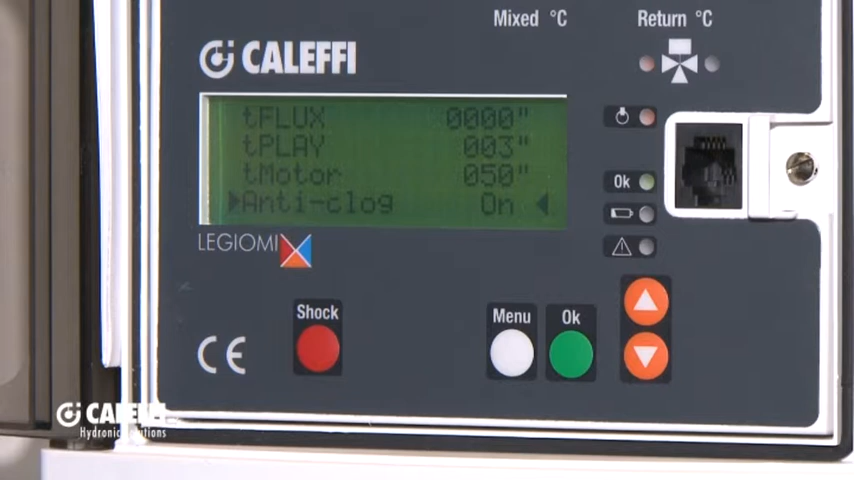 Mixed °C
Return °C
CALEFFI
tFLUX 0000"
tPLAY 003"
tMotor 050"
▶Anti-clog On ◀
Ok
LEGIOMIX
Shock
Menu
Ok
CE
CALEFFI
Hydronic Solutions